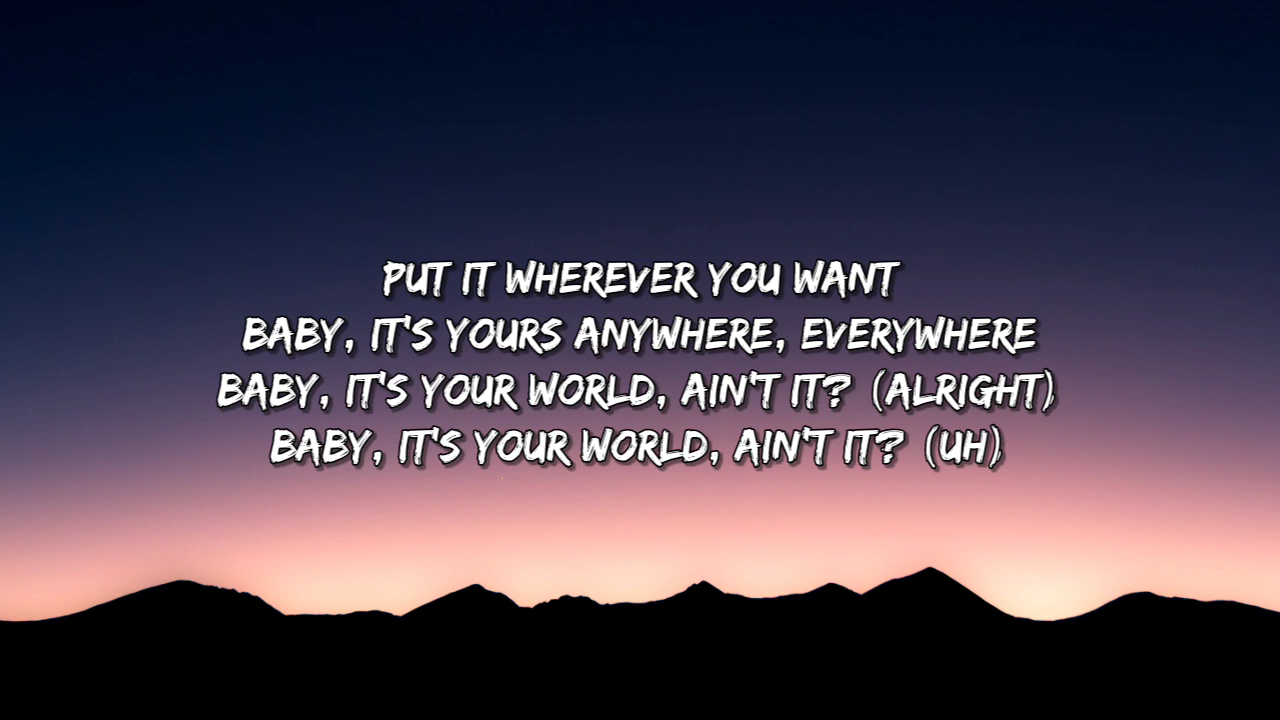 PUT IT WHEREVER YOU WANT
BABY, IT'S YOURS ANYWHERE, EVERYWHERE
BABY, IT'S YOUR WORLD, AIN'T IT? (ALRIGHT)
BABY, IT'S YOUR WORLD, AIN'T IT? (UH)